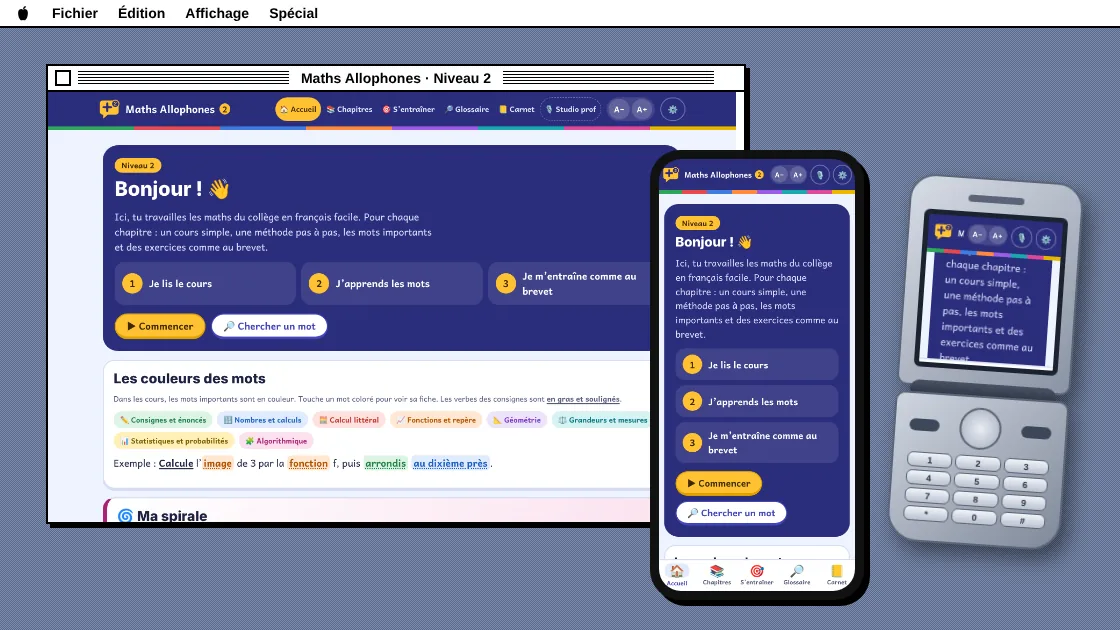 Fichier Édition Affichage Spécial
Maths Allophones · Niveau 2
Maths Allophones 2
Accueil Chapitres S'entraîner Glossaire Carnet Studio prof A− A+
Niveau 2
Bonjour !
Ici, tu travailles les maths du collège en français facile. Pour chaque
chapitre : un cours simple, une méthode pas à pas, les mots importants
et des exercices comme au brevet.
1 Je lis le cours
2 J'apprends les mots
3 Je m'entraîne comme au
brevet
Commencer
Chercher un mot
Les couleurs des mots
Dans les cours, les mots importants sont en couleur. Touche un mot coloré pour voir sa fiche. Les verbes des consignes sont en gras et soulignés.
Consignes et énoncés Nombres et calculs Calcul littéral Fonctions et repère Géométrie Grandeurs et mesures
Statistiques et probabilités Algorithmique
Exemple : Calcule l'image de 3 par la fonction f, puis arrondis au dixième près.
Ma spirale
Maths Allophones 2 A− A+
Niveau 2
Bonjour !
Ici, tu travailles les maths du collège
en français facile. Pour chaque
chapitre : un cours simple, une
méthode pas à pas, les mots
importants et des exercices comme au
brevet.
1 Je lis le cours
2 J'apprends les mots
3 Je m'entraîne comme au
brevet
Commencer
Chercher un mot
Accueil Chapitres S'entraîner Glossaire Carnet
M A− A+
chaque chapitre :
un cours simple,
une méthode pas à
pas, les mots
importants et des
exercices comme au
brevet
1 2 3
4 5 6
7 8 9
* 0 #